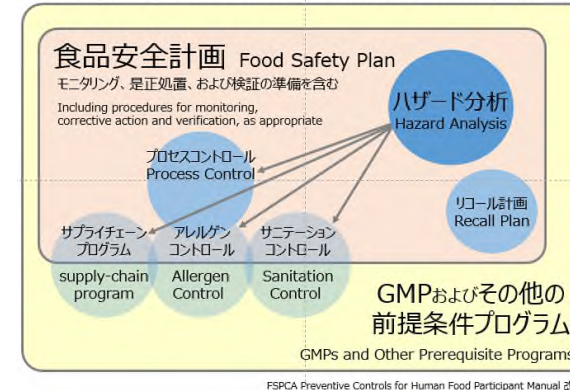 食品安全計画 Food Safety Plan
モニタリング、是正処置、および検証の準備を含む
Including procedures for monitoring,
corrective action and verification, as appropriate
ハザード分析
Hazard Analysis
プロセスコントロール
Process Control
リコール計画
Recall Plan
サプライチェーン
プログラム
supply-chain
program
アレルゲン
コントロール
Allergen
Control
サニテーション
コントロール
Sanitation
Control
GMPおよびその他の
前提条件プログラム
GMPs and Other Prerequisite Programs
FSPCA Preventive Controls for Human Food Participant Manual